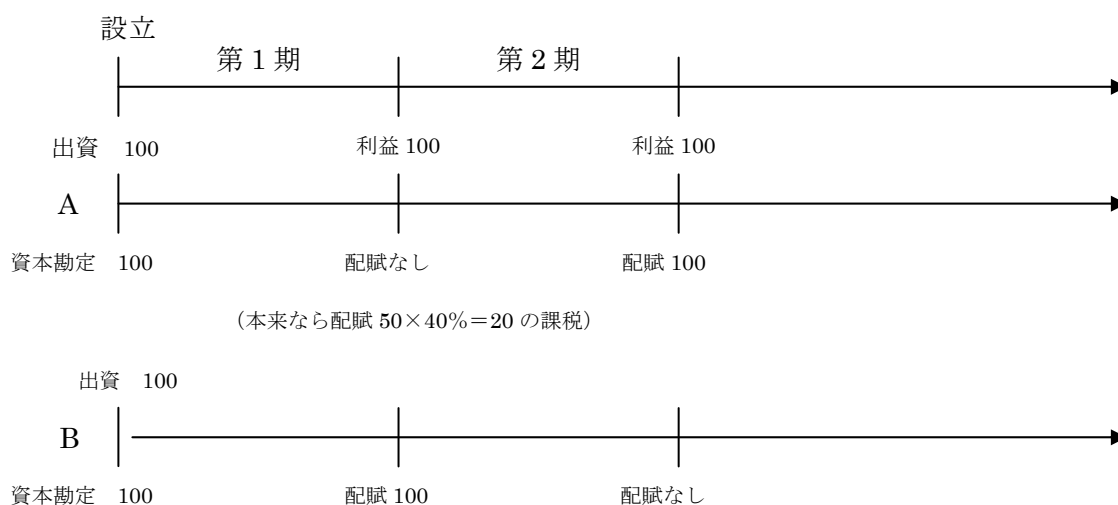 設立
第 1 期 第 2 期
出資 100 利益 100 利益 100
A
資本勘定 100 配賦なし 配賦 100
（本来なら配賦 50×40％＝20 の課税）
出資 100
B
資本勘定 100 配賦 100 配賦なし